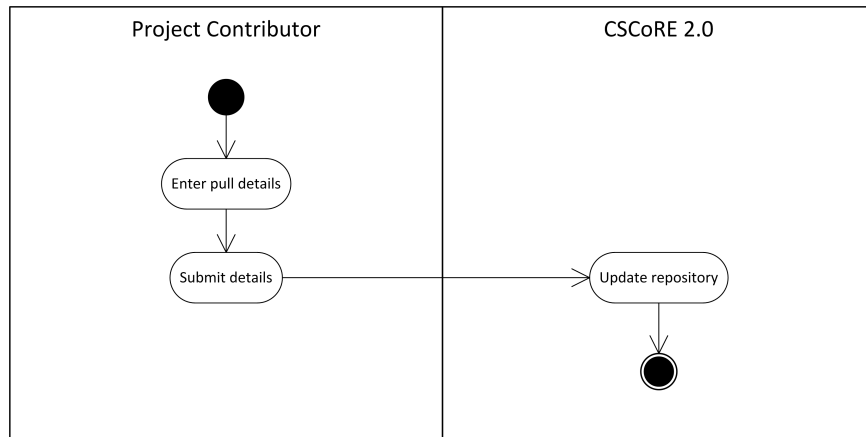 Project Contributor
CSCoRE 2.0
Enter pull details
Submit details
Update repository